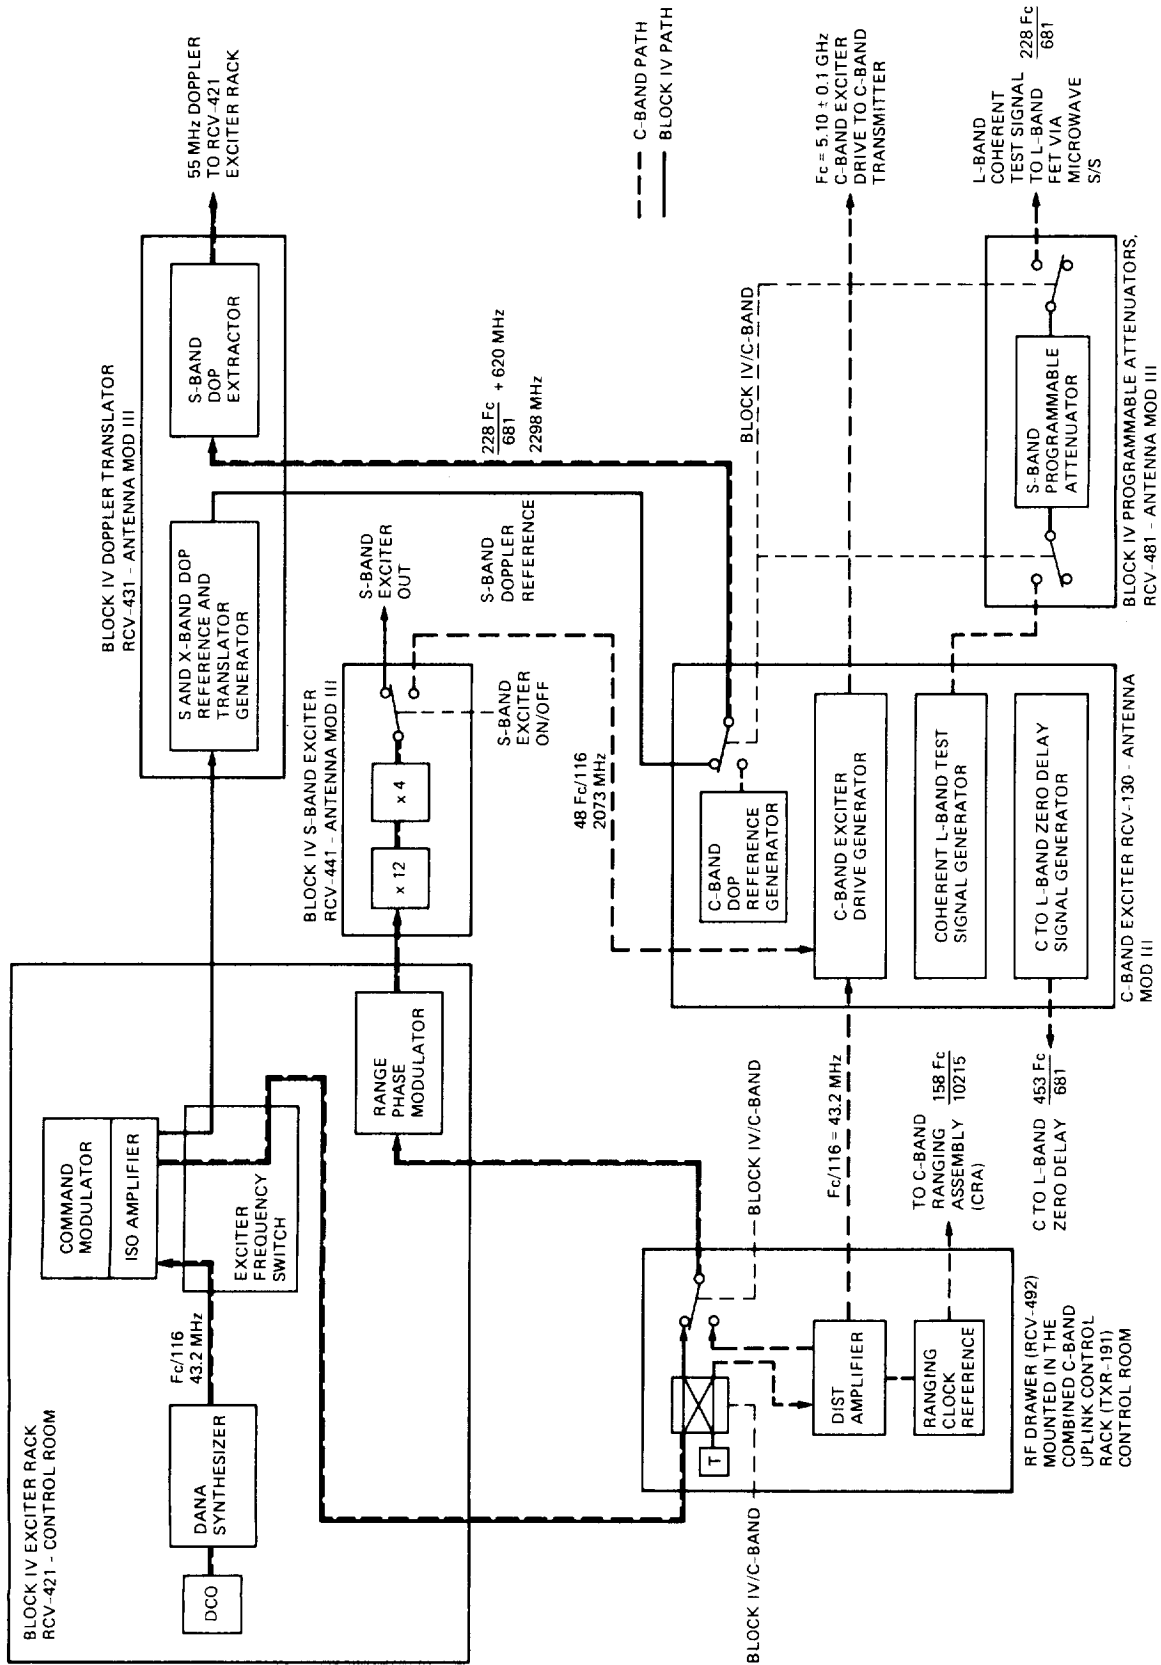 BLOCK IV EXCITER RACK
RCV-421 - CONTROL ROOM
DCO
DANA
SYNTHESIZER
Fc/116
43.2 MHz
COMMAND
MODULATOR
ISO AMPLIFIER
EXCITER
FREQUENCY
SWITCH
RANGE
PHASE
MODULATOR
BLOCK IV DOPPLER TRANSLATOR
RCV-431 - ANTENNA MOD III
S AND X-BAND DOP
REFERENCE AND
TRANSLATOR
GENERATOR
S-BAND
DOP
EXTRACTOR
55 MHz DOPPLER
TO RCV-421
EXCITER RACK
BLOCK IV S-BAND EXCITER
RCV-441 - ANTENNA MOD III
x 12
x 4
S-BAND
EXCITER
OUT
S-BAND
EXCITER
ON/OFF
S-BAND
DOPPLER
REFERENCE
228 Fc
681
+ 620 MHz
2298 MHz
48 Fc/116
2073 MHz
C-BAND PATH
BLOCK IV PATH
BLOCK IV/C-BAND
BLOCK IV/C-BAND
T
DIST
AMPLIFIER
RANGING
CLOCK
REFERENCE
RF DRAWER (RCV-492)
MOUNTED IN THE
COMBINED C-BAND
UPLINK CONTROL
RACK (TXR-191)
CONTROL ROOM
Fc/116 = 43.2 MHz
TO C-BAND
RANGING
ASSEMBLY
(CRA)
158 Fc
10215
C TO L-BAND
ZERO DELAY
453 Fc
681
C-BAND
DOP
REFERENCE
GENERATOR
C-BAND EXCITER
DRIVE GENERATOR
COHERENT L-BAND TEST
SIGNAL GENERATOR
C TO L-BAND ZERO DELAY
SIGNAL GENERATOR
C-BAND EXCITER RCV-130 - ANTENNA
MOD III
BLOCK IV/C-BAND
Fc = 5.10 ± 0.1 GHz
C-BAND EXCITER
DRIVE TO C-BAND
TRANSMITTER
S-BAND
PROGRAMMABLE
ATTENUATOR
BLOCK IV PROGRAMMABLE ATTENUATORS,
RCV-481 - ANTENNA MOD III
L-BAND
COHERENT
TEST SIGNAL
TO L-BAND
FET VIA
MICROWAVE
S/S
228 Fc
681